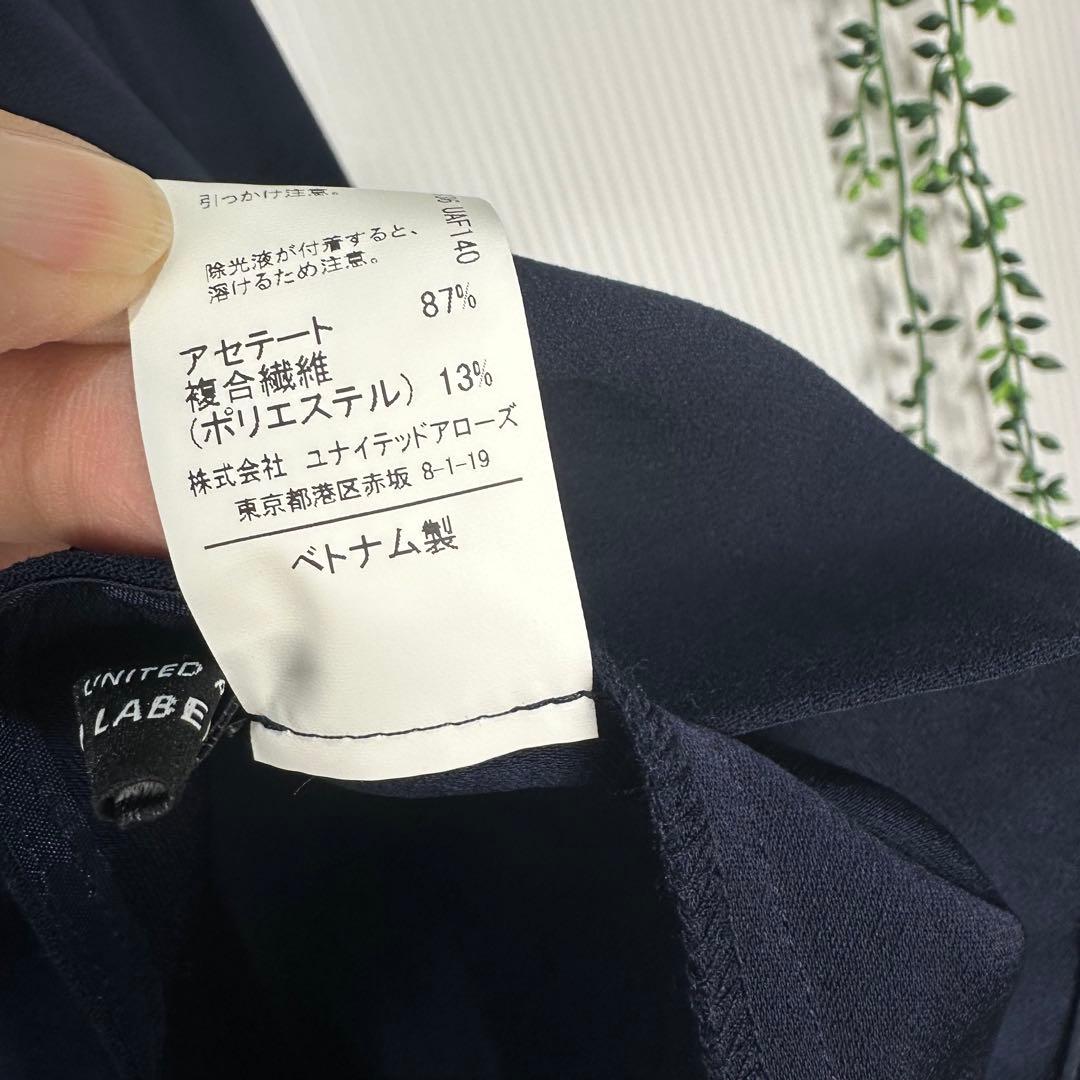 引っかけ注意。
除光液が付着すると、
溶けるため注意。
UAF140
アセテート 87%
複合繊維
(ポリエステル) 13%
株式会社 ユナイテッドアローズ
東京都港区赤坂 8-1-19
ベトナム製
UNITED
LABE